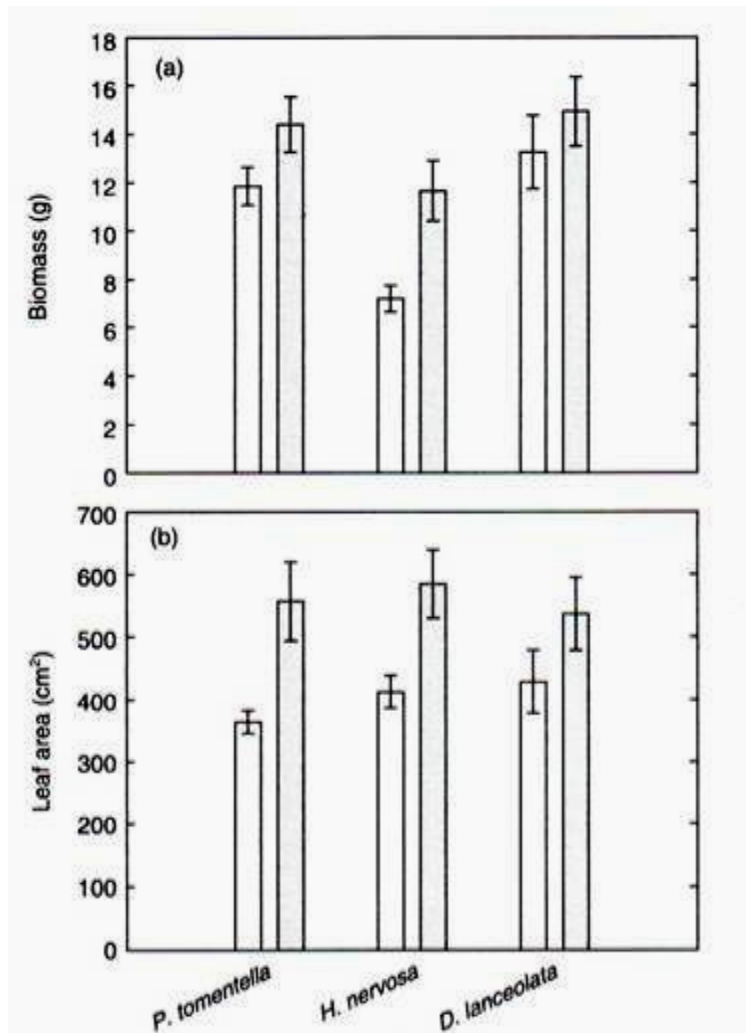 18
(a)
16
14
12
10
8
6
4
2
0
Biomass (g)
700
(b)
600
500
400
300
200
100
0
Leaf area (cm²)
P. tomentella
H. nervosa
D. lanceolata